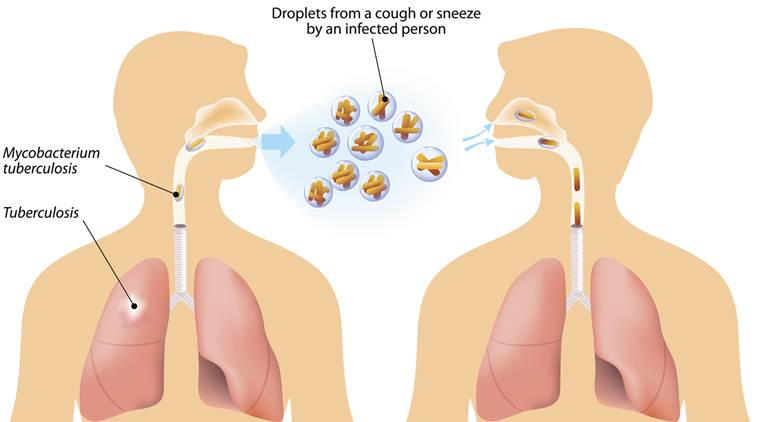 Droplets from a cough or sneeze
by an infected person
Mycobacterium
tuberculosis
Tuberculosis